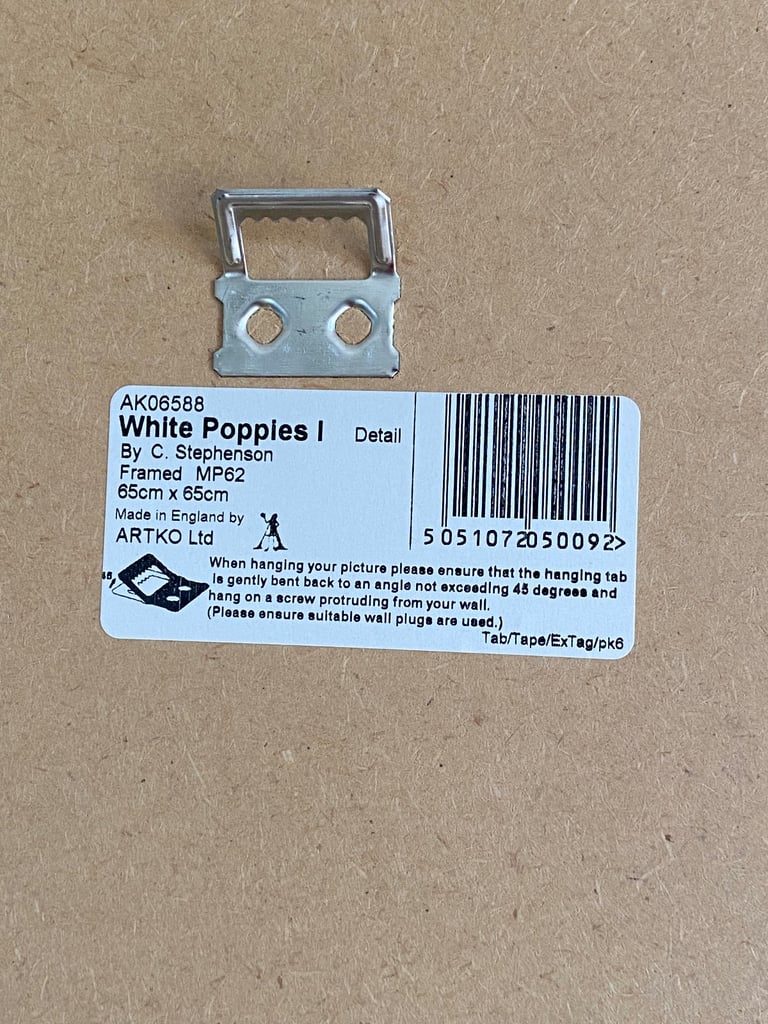 AK06588
White Poppies I Detail
By C. Stephenson
Framed MP62
65cm x 65cm
Made in England by
ARTKO Ltd
5051072050092>
When hanging your picture please ensure that the hanging tab
is gently bent back to an angle not exceeding 45 degrees and
hang on a screw protruding from your wall.
(Please ensure suitable wall plugs are used.)
Tab/Tape/ExTag/pk6